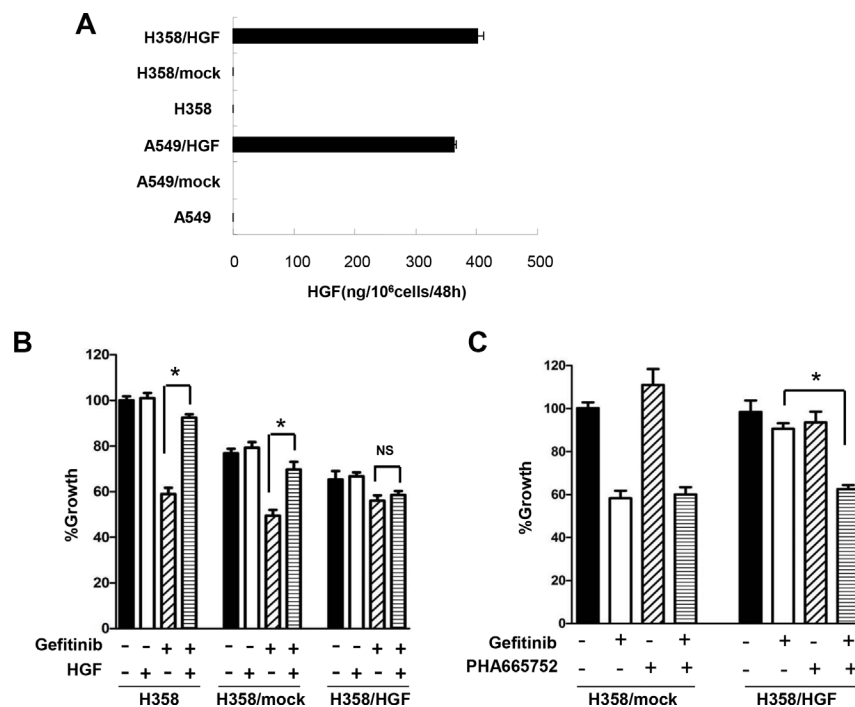 A
H358/HGF
H358/mock
H358
A549/HGF
A549/mock
A549
0 100 200 300 400 500
HGF(ng/10⁶cells/48h)
B
%Growth
120
100
80
60
40
20
0
*
*
NS
Gefitinib - - + + - - + + - - + +
HGF - + - + - + - + - + - +
H358 H358/mock H358/HGF
C
%Growth
120
100
80
60
40
20
0
*
Gefitinib - + - + - + - +
PHA665752 - - + + - - + +
H358/mock H358/HGF